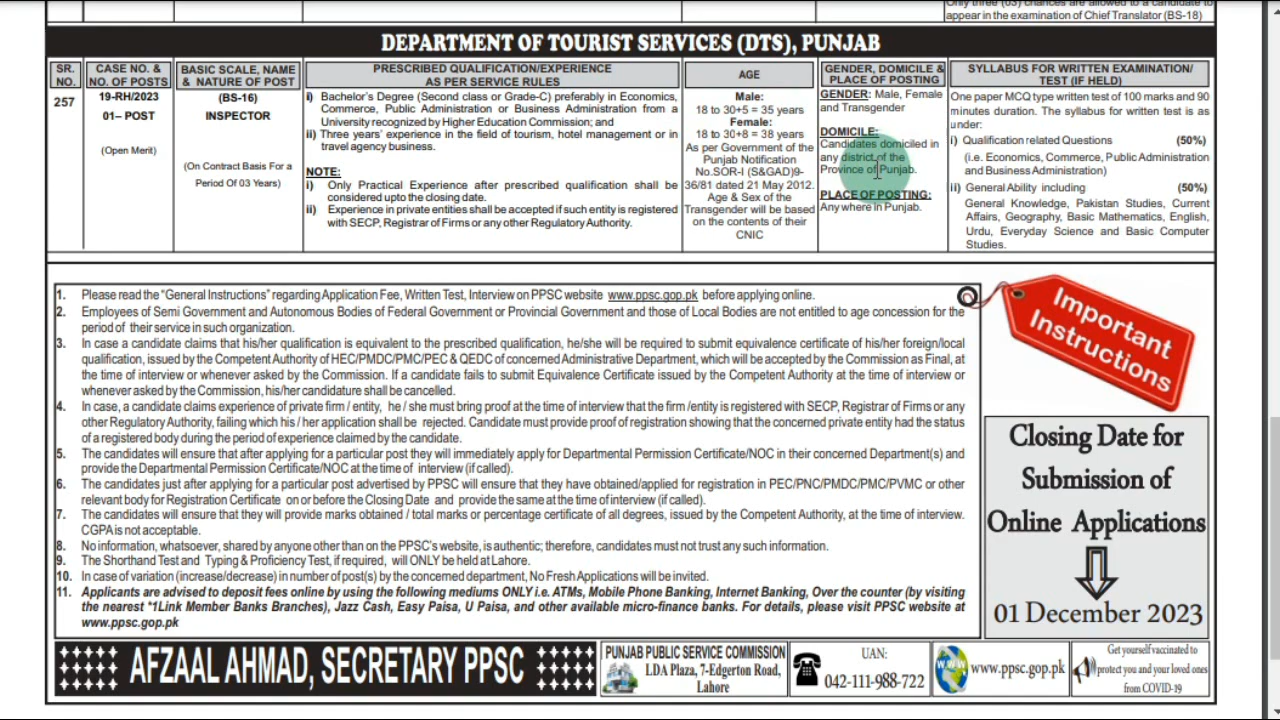 Only three (03) chances are allowed to a candidate to
appear in the examination of Chief Translator (BS-18)
DEPARTMENT OF TOURIST SERVICES (DTS), PUNJAB
SR. NO.
CASE NO. & NO. OF POSTS
BASIC SCALE, NAME & NATURE OF POST
PRESCRIBED QUALIFICATION/EXPERIENCE
AS PER SERVICE RULES
AGE
GENDER, DOMICILE & PLACE OF POSTING
SYLLABUS FOR WRITTEN EXAMINATION/
TEST (IF HELD)
257
19-RH/2023
01– POST
(Open Merit)
(BS-16)
INSPECTOR
(On Contract Basis For a
Period Of 03 Years)
i) Bachelor's Degree (Second class or Grade-C) preferably in Economics,
Commerce, Public Administration or Business Administration from a
University recognized by Higher Education Commission; and
ii) Three years' experience in the field of tourism, hotel management or in
travel agency business.
NOTE:
i) Only Practical Experience after prescribed qualification shall be
considered upto the closing date.
ii) Experience in private entities shall be accepted if such entity is registered
with SECP, Registrar of Firms or any other Regulatory Authority.
Male:
18 to 30+5 = 35 years
Female:
18 to 30+8 = 38 years
As per Government of the
Punjab Notification
No.SOR-I (S&GAD)9-
36/81 dated 21 May 2012.
Age & Sex of the
Transgender will be based
on the contents of their
CNIC
GENDER: Male, Female
and Transgender
DOMICILE:
Candidates domiciled in
any district of the
Province of Punjab.
PLACE OF POSTING:
Any where in Punjab.
One paper MCQ type written test of 100 marks and 90
minutes duration. The syllabus for written test is as
under:
i) Qualification related Questions (50%)
(i.e. Economics, Commerce, Public Administration
and Business Administration)
ii) General Ability including (50%)
General Knowledge, Pakistan Studies, Current
Affairs, Geography, Basic Mathematics, English,
Urdu, Everyday Science and Basic Computer
Studies.
1. Please read the “General Instructions” regarding Application Fee, Written Test, Interview on PPSC website www.ppsc.gop.pk before applying online.
2. Employees of Semi Government and Autonomous Bodies of Federal Government or Provincial Government and those of Local Bodies are not entitled to age concession for the
period of their service in such organization.
3. In case a candidate claims that his/her qualification is equivalent to the prescribed qualification, he/she will be required to submit equivalence certificate of his/her foreign/local
qualification, issued by the Competent Authority of HEC/PMDC/PMC/PEC & QEDC of concerned Administrative Department, which will be accepted by the Commission as Final, at
the time of interview or whenever asked by the Commission. If a candidate fails to submit Equivalence Certificate issued by the Competent Authority at the time of interview or
whenever asked by the Commission, his/her candidature shall be cancelled.
4. In case, a candidate claims experience of private firm / entity, he / she must bring proof at the time of interview that the firm /entity is registered with SECP, Registrar of Firms or any
other Regulatory Authority, failing which his / her application shall be rejected. Candidate must provide proof of registration showing that the concerned private entity had the status
of a registered body during the period of experience claimed by the candidate.
5. The candidates will ensure that after applying for a particular post they will immediately apply for Departmental Permission Certificate/NOC in their concerned Department(s) and
provide the Departmental Permission Certificate/NOC at the time of interview (if called).
6. The candidates just after applying for a particular post advertised by PPSC will ensure that they have obtained/applied for registration in PEC/PNC/PMDC/PMC/PVMC or other
relevant body for Registration Certificate on or before the Closing Date and provide the same at the time of interview (if called).
7. The candidates will ensure that they will provide marks obtained / total marks or percentage certificate of all degrees, issued by the Competent Authority, at the time of interview.
CGPA is not acceptable.
8. No information, whatsoever, shared by anyone other than on the PPSC's website, is authentic; therefore, candidates must not trust any such information.
9. The Shorthand Test and Typing & Proficiency Test, if required, will ONLY be held at Lahore.
10. In case of variation (increase/decrease) in number of post(s) by the concerned department, No Fresh Applications will be invited.
11. Applicants are advised to deposit fees online by using the following mediums ONLY i.e. ATMs, Mobile Phone Banking, Internet Banking, Over the counter (by visiting
the nearest *1Link Member Banks Branches), Jazz Cash, Easy Paisa, U Paisa, and other available micro-finance banks. For details, please visit PPSC website at
www.ppsc.gop.pk
Important
Instructions
Closing Date for
Submission of
Online Applications
01 December 2023
AFZAAL AHMAD, SECRETARY PPSC
PUNJAB PUBLIC SERVICE COMMISSION
LDA Plaza, 7-Edgerton Road,
Lahore
UAN:
042-111-988-722
WWW
www.ppsc.gop.pk
Get yourself vaccinated to
protect you and your loved ones
from COVID-19